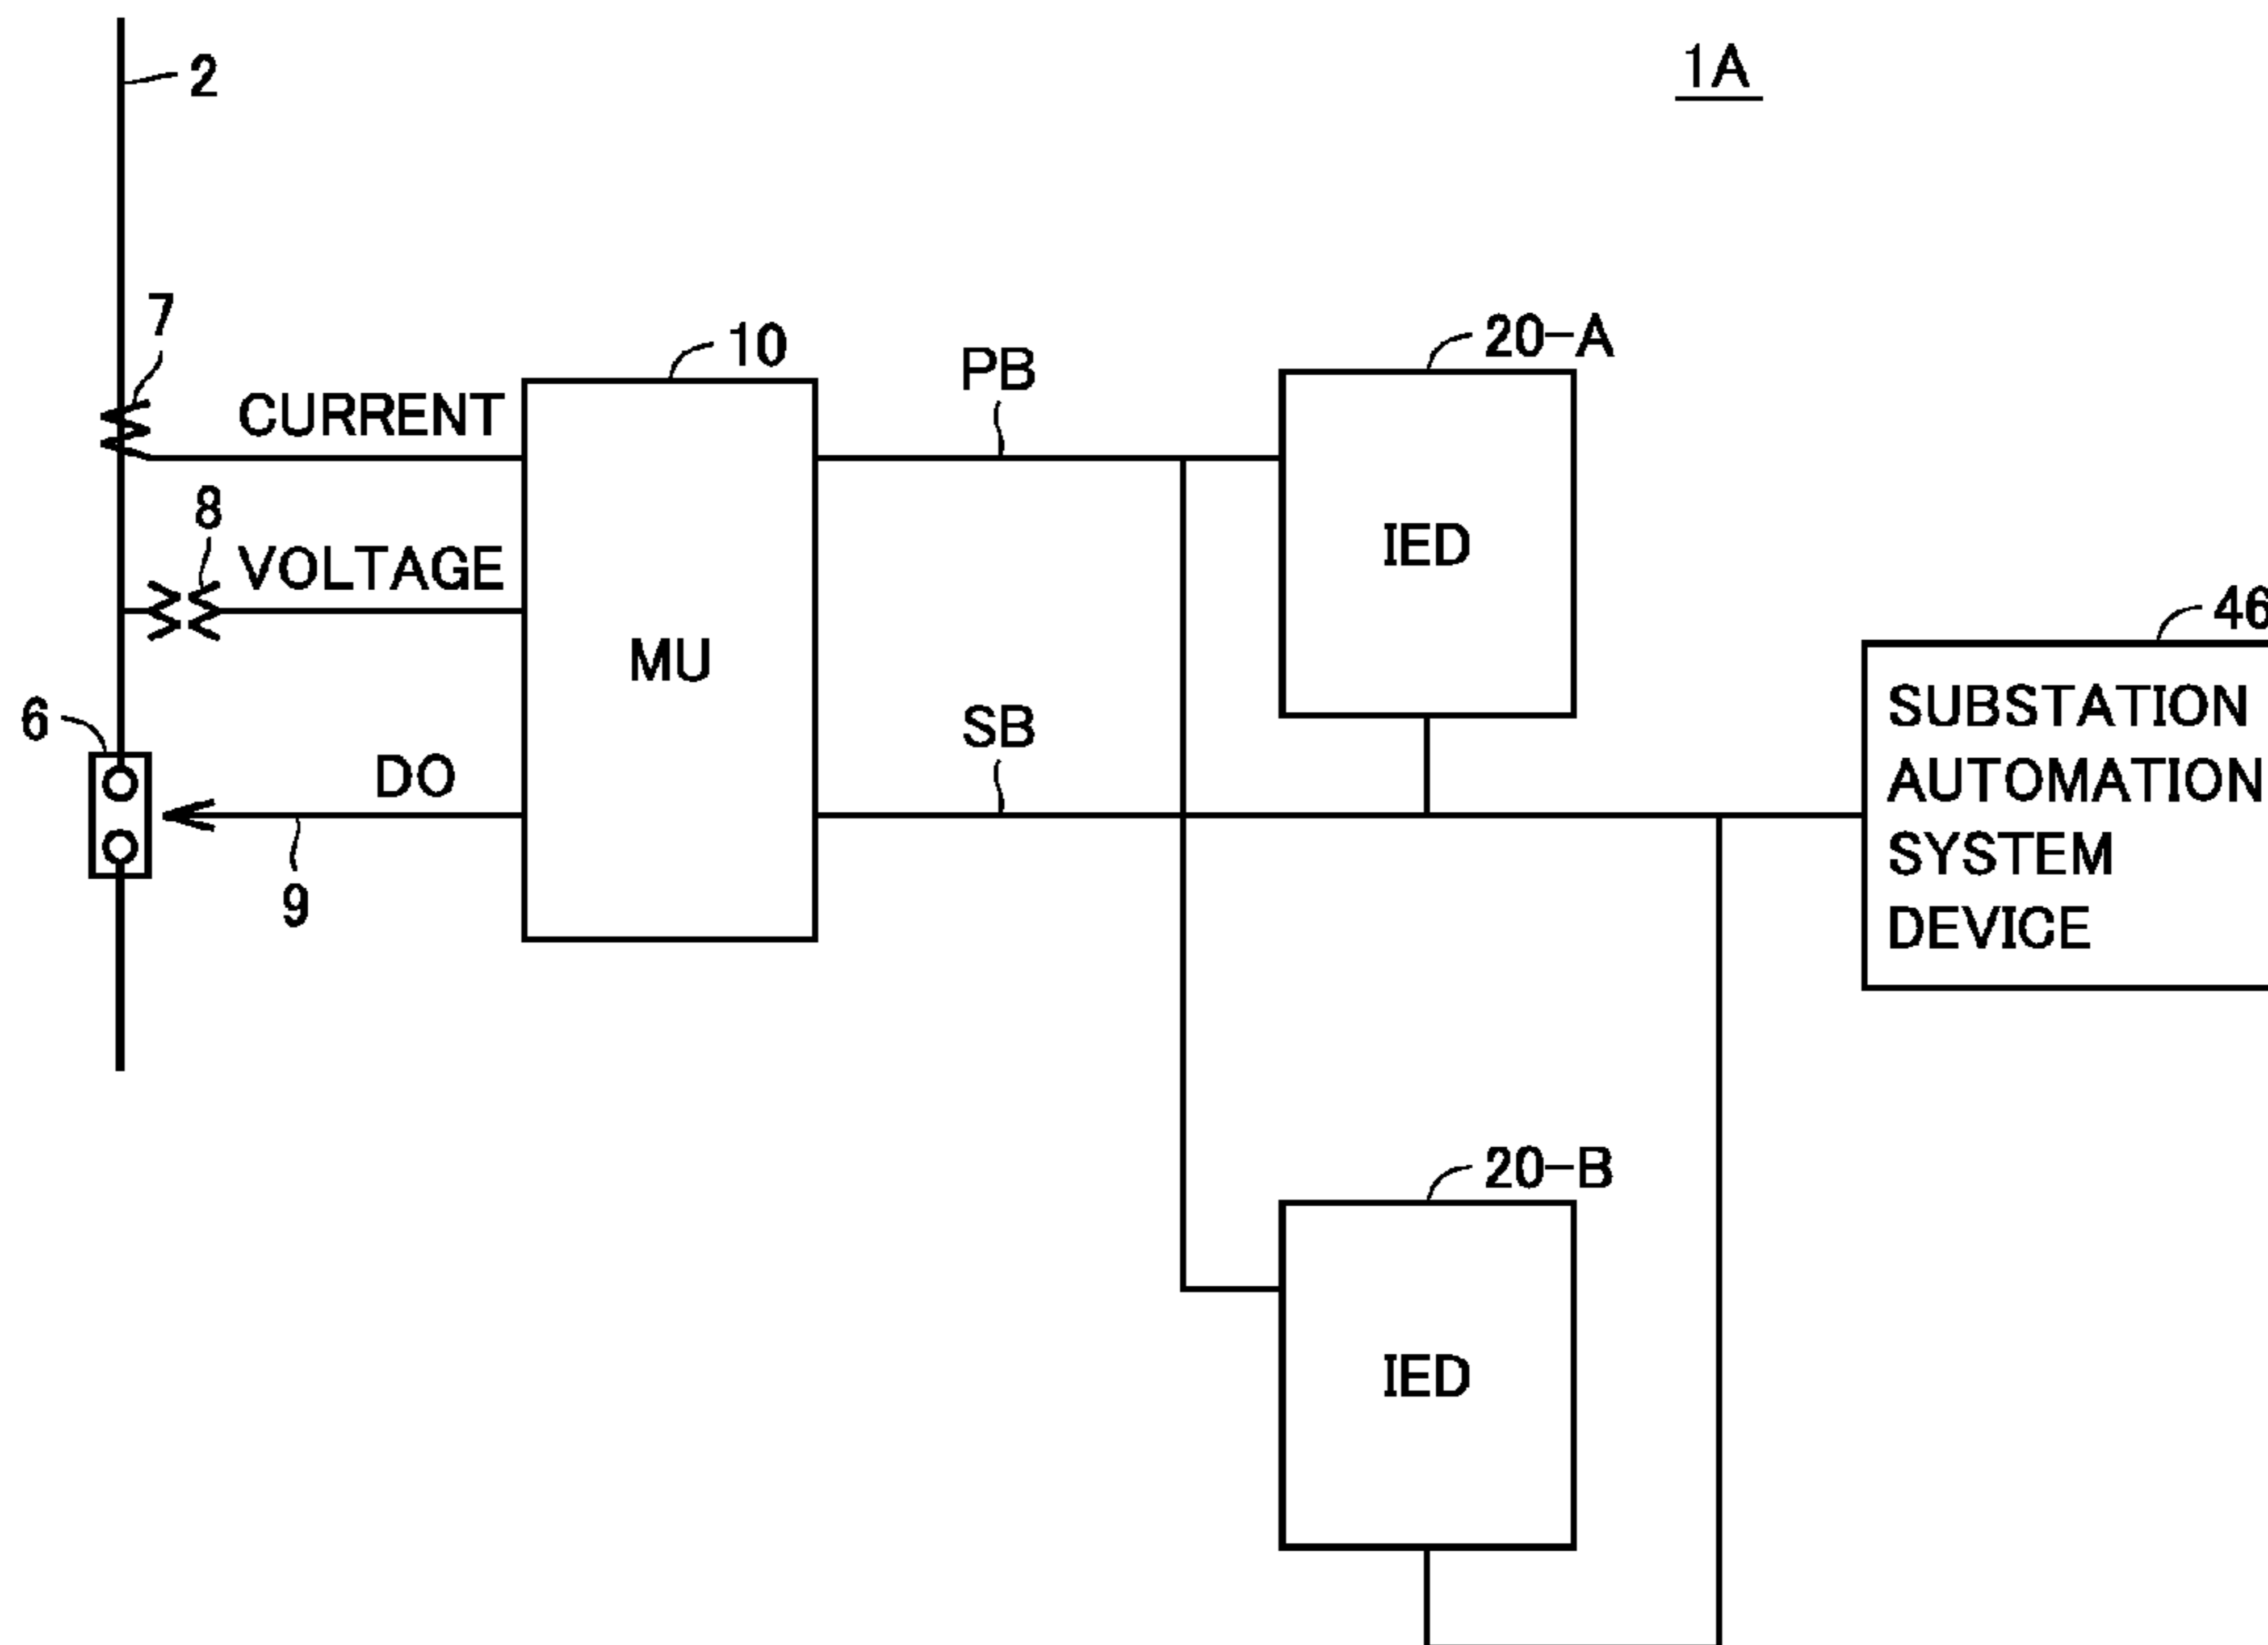 1A
2
7
CURRENT
10
PB
20-A
8
VOLTAGE
IED
MU
46
6
SB
SUBSTATION
AUTOMATION
SYSTEM
DEVICE
DO
9
20-B
IED